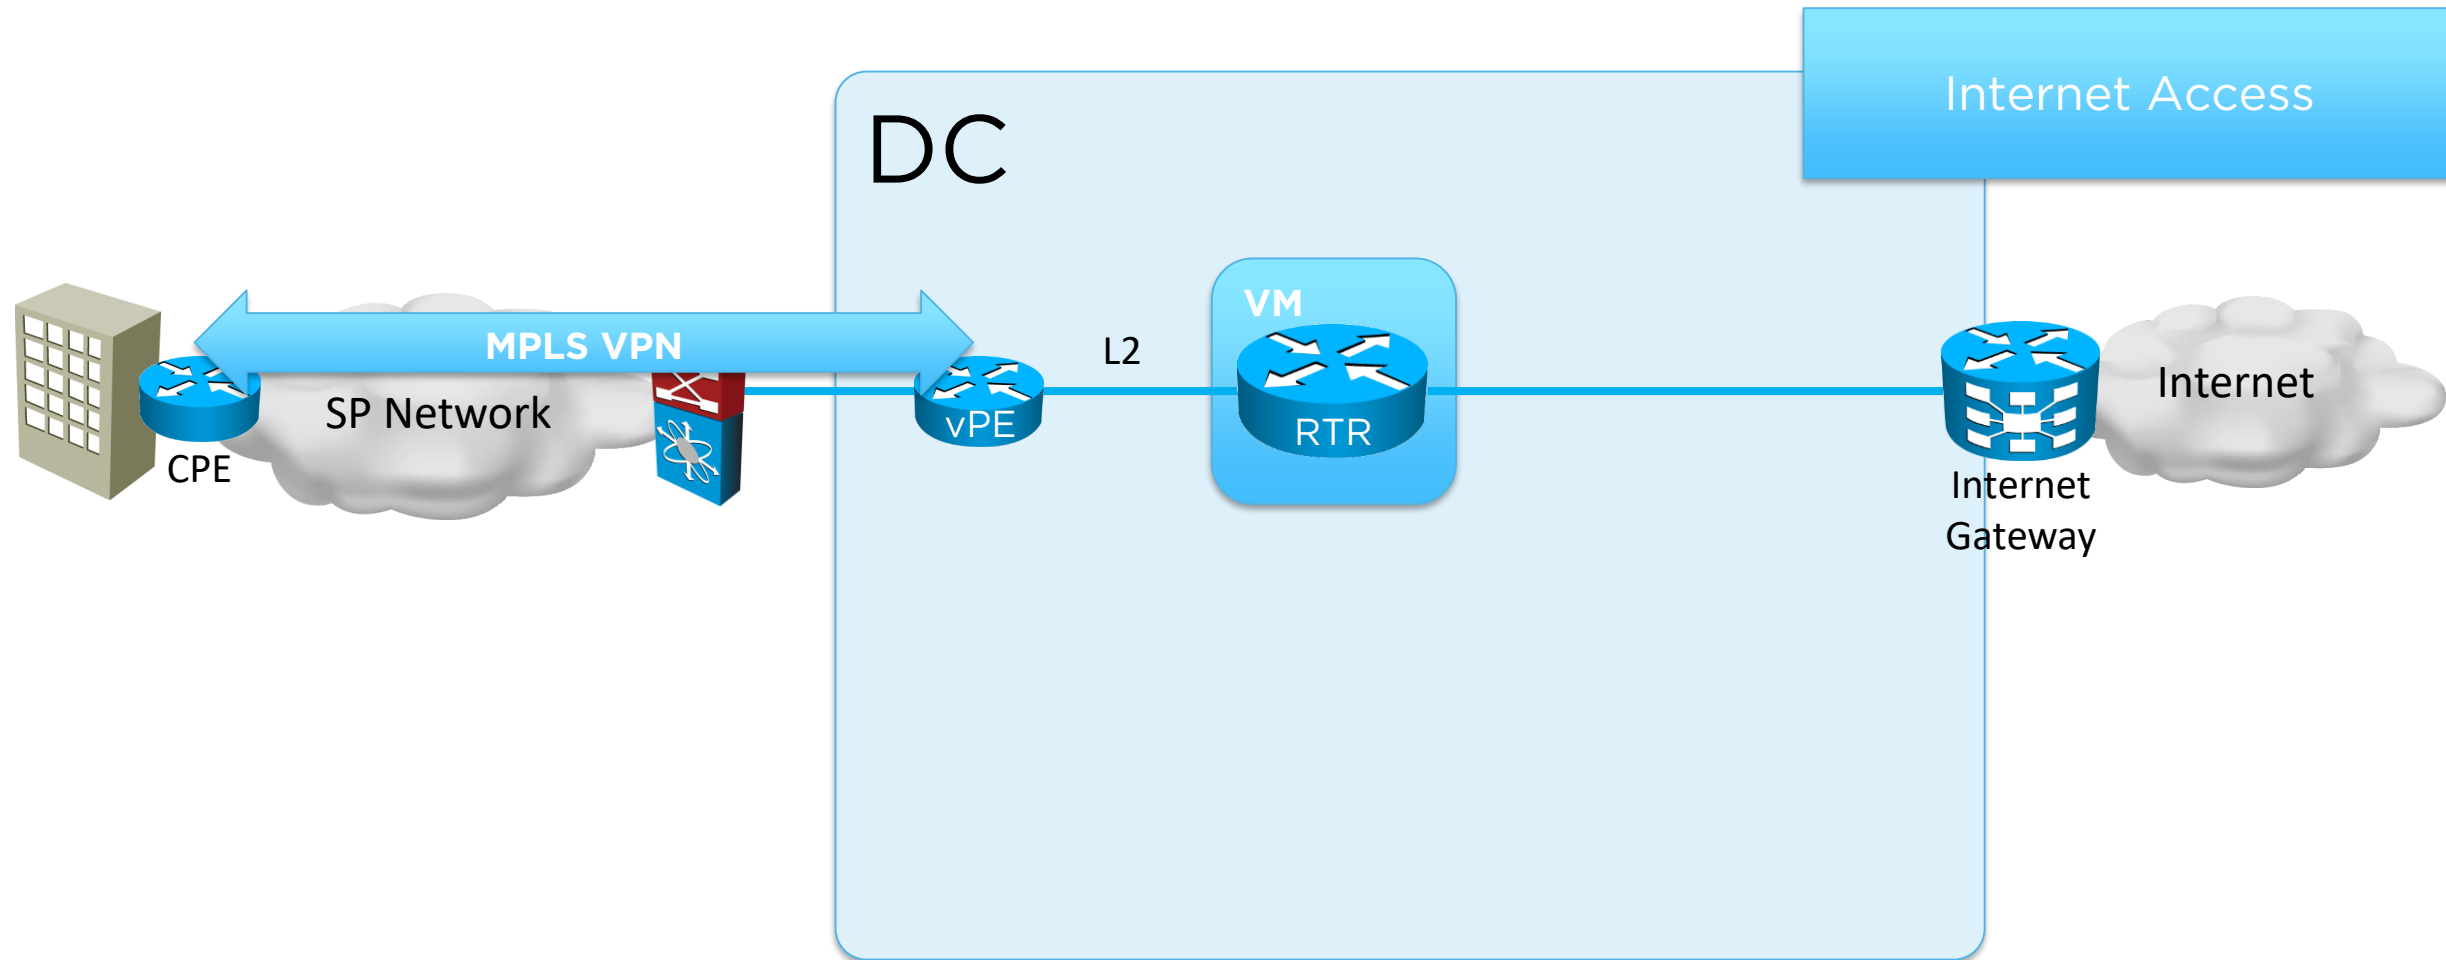 Internet Access
DC
VM
MPLS VPN
L2
Internet
SP Network
vPE
RTR
CPE
Internet
Gateway